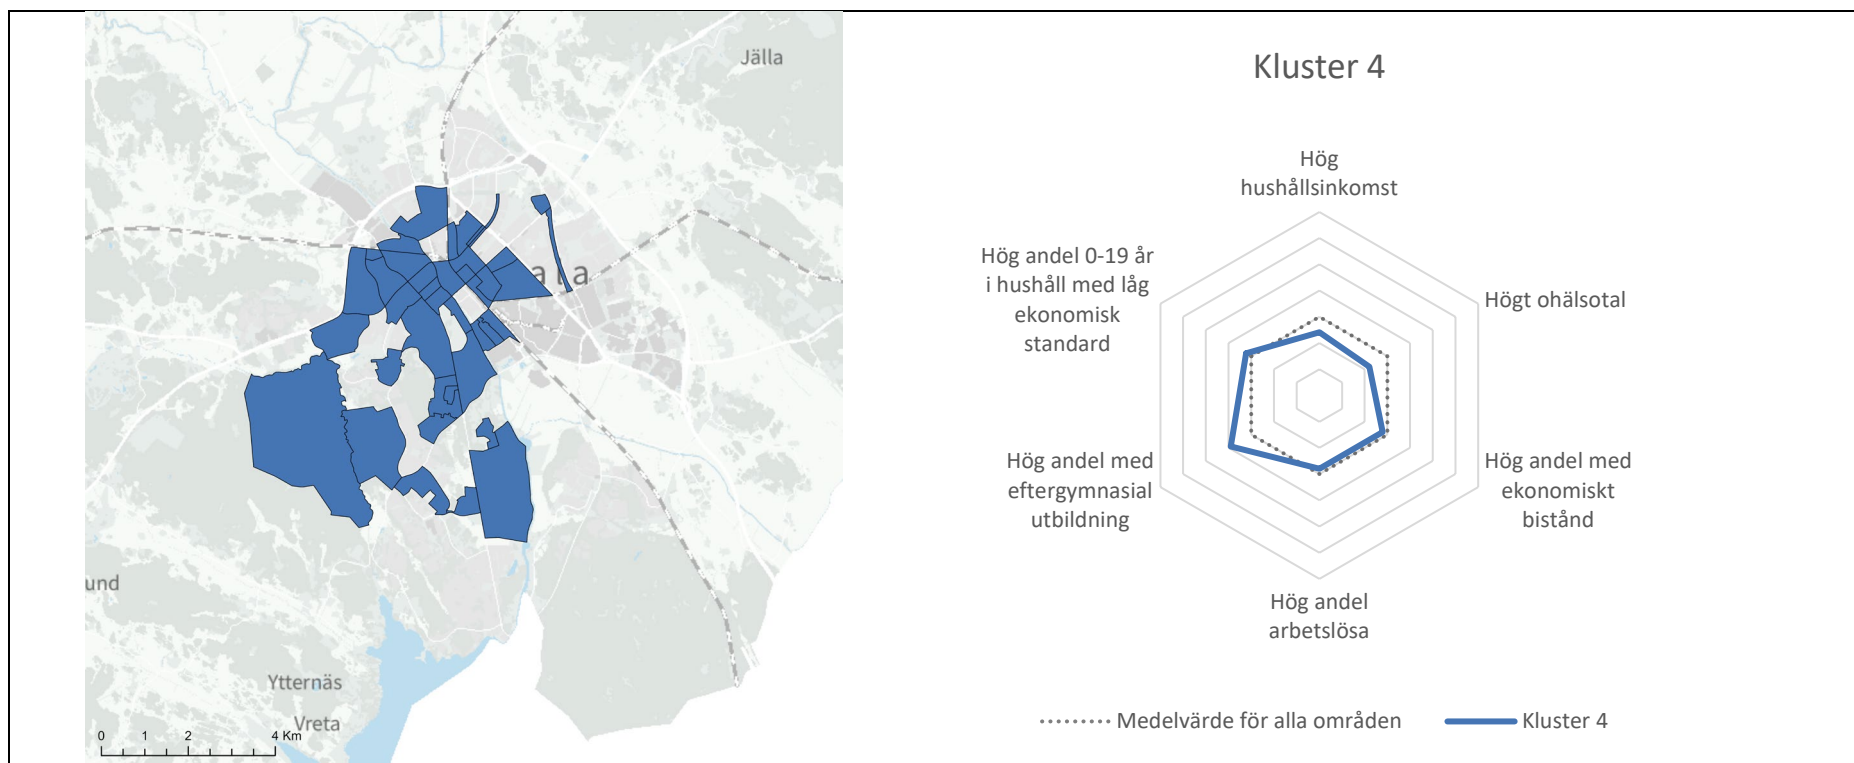 Jälla
ala
und
Ytternäs
Vreta
0 1 2 4 Km
Kluster 4
Hög
hushållsinkomst
Högt ohälsotal
Hög andel med
ekonomiskt
bistånd
Hög andel
arbetslösa
Hög andel med
eftergymnasial
utbildning
Hög andel 0-19 år
i hushåll med låg
ekonomisk
standard
Medelvärde för alla områden
Kluster 4